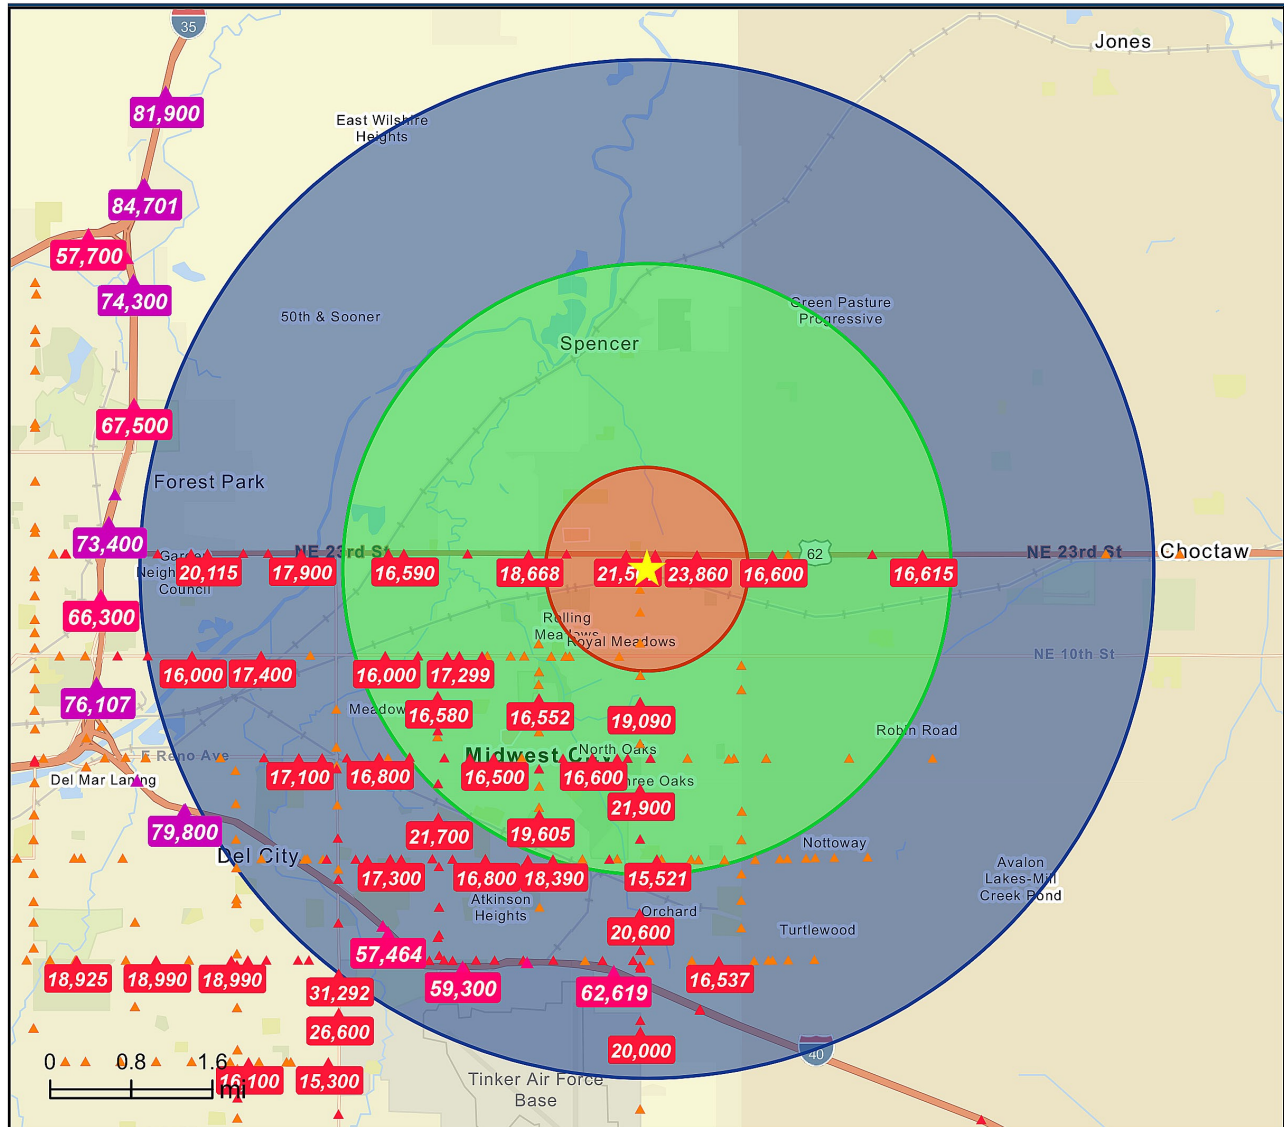 35
Jones
81,900
East Wilshire
Heights
84,701
57,700
74,300
50th & Sooner
Green Pasture
Progressive
Spencer
67,500
Forest Park
73,400
NE 23rd St
62
NE 23rd St
Choctaw
Council
20,115
17,900
16,590
18,668
23,860
16,600
16,615
66,300
Rolling
Meadows
Royal Meadows
NE 10th St
16,000
17,400
16,000
17,299
76,107
Meadow
16,580
16,552
19,090
Robin Road
E Reno Ave
Midwest City
North Oaks
Del Mar Laning
17,100
16,800
16,500
16,600
Three Oaks
21,900
79,800
21,700
19,605
Nottoway
Del City
17,300
16,800
18,390
15,521
Avalon
Lakes-Mill
Creek Pond
Atkinson
Heights
Orchard
20,600
Turtlewood
57,464
18,925
18,990
18,990
31,292
59,300
62,619
16,537
26,600
20,000
40
0 0.8 1.6
mi
15,300
Tinker Air Force
Base